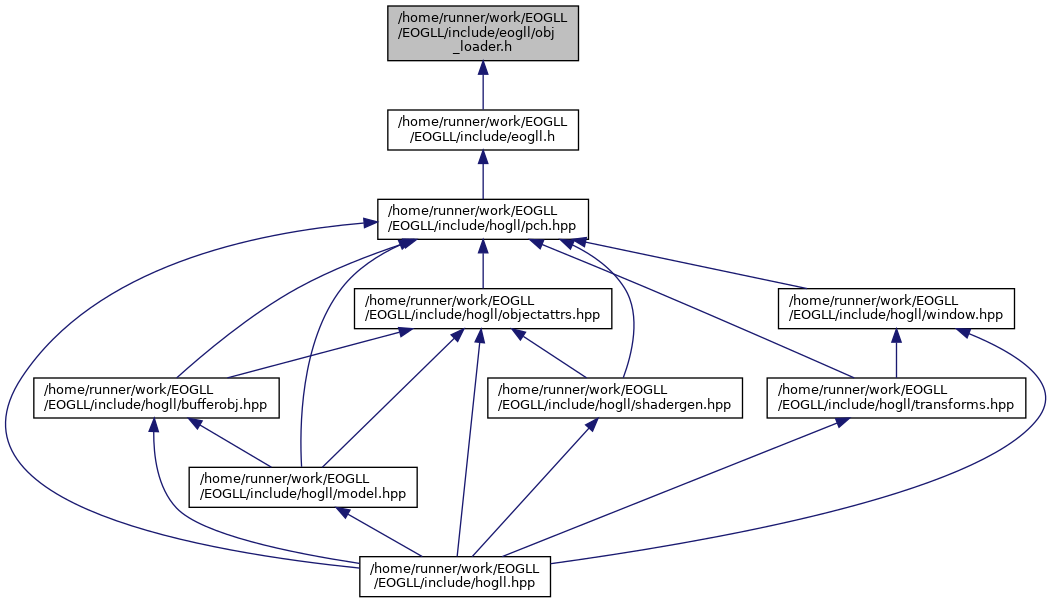 /home/runner/work/EOGLL
/EOGLL/include/eogll/obj
_loader.h
/home/runner/work/EOGLL
/EOGLL/include/eogll.h
/home/runner/work/EOGLL
/EOGLL/include/hogll/pch.hpp
/home/runner/work/EOGLL
/EOGLL/include/hogll/objectattrs.hpp
/home/runner/work/EOGLL
/EOGLL/include/hogll/window.hpp
/home/runner/work/EOGLL
/EOGLL/include/hogll/bufferobj.hpp
/home/runner/work/EOGLL
/EOGLL/include/hogll/shadergen.hpp
/home/runner/work/EOGLL
/EOGLL/include/hogll/transforms.hpp
/home/runner/work/EOGLL
/EOGLL/include/hogll/model.hpp
/home/runner/work/EOGLL
/EOGLL/include/hogll.hpp